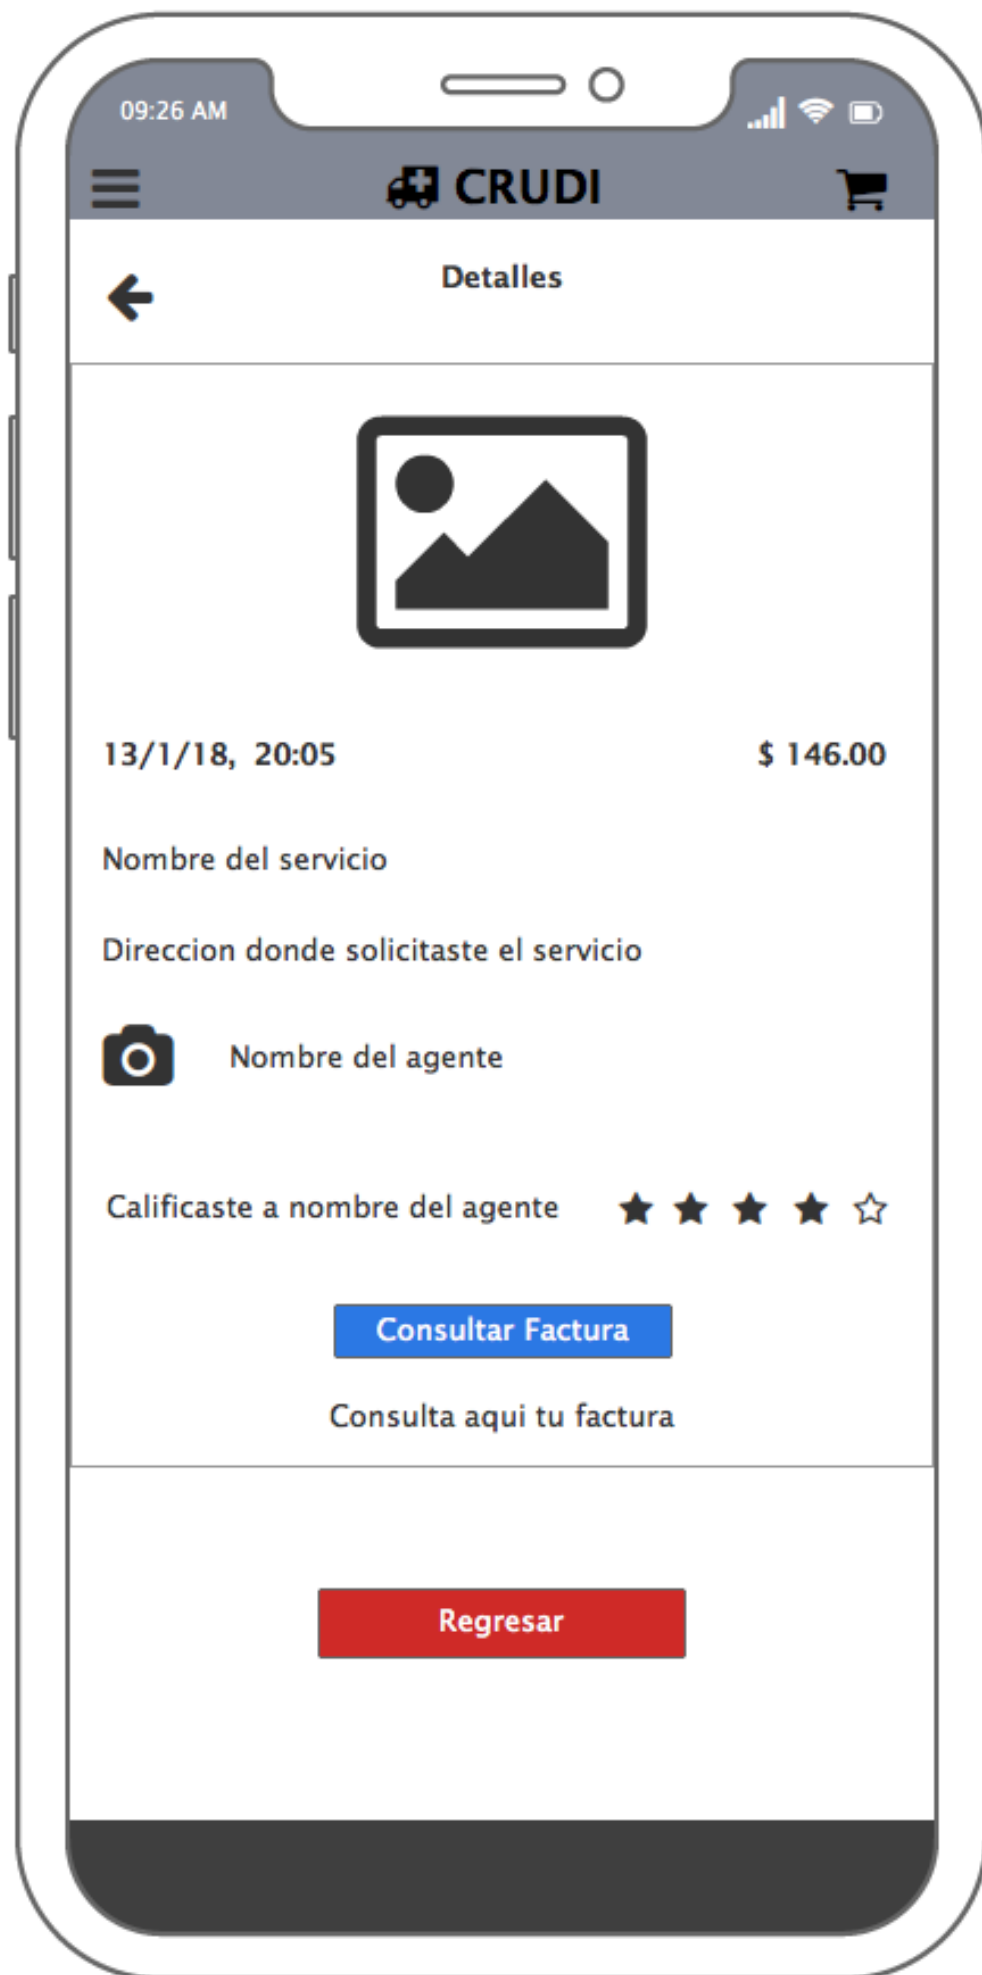 09:26 AM
CRUDI
Detalles
13/1/18, 20:05 $ 146.00
Nombre del servicio
Direccion donde solicitaste el servicio
Nombre del agente
Calificaste a nombre del agente
Consultar Factura
Consulta aqui tu factura
Regresar